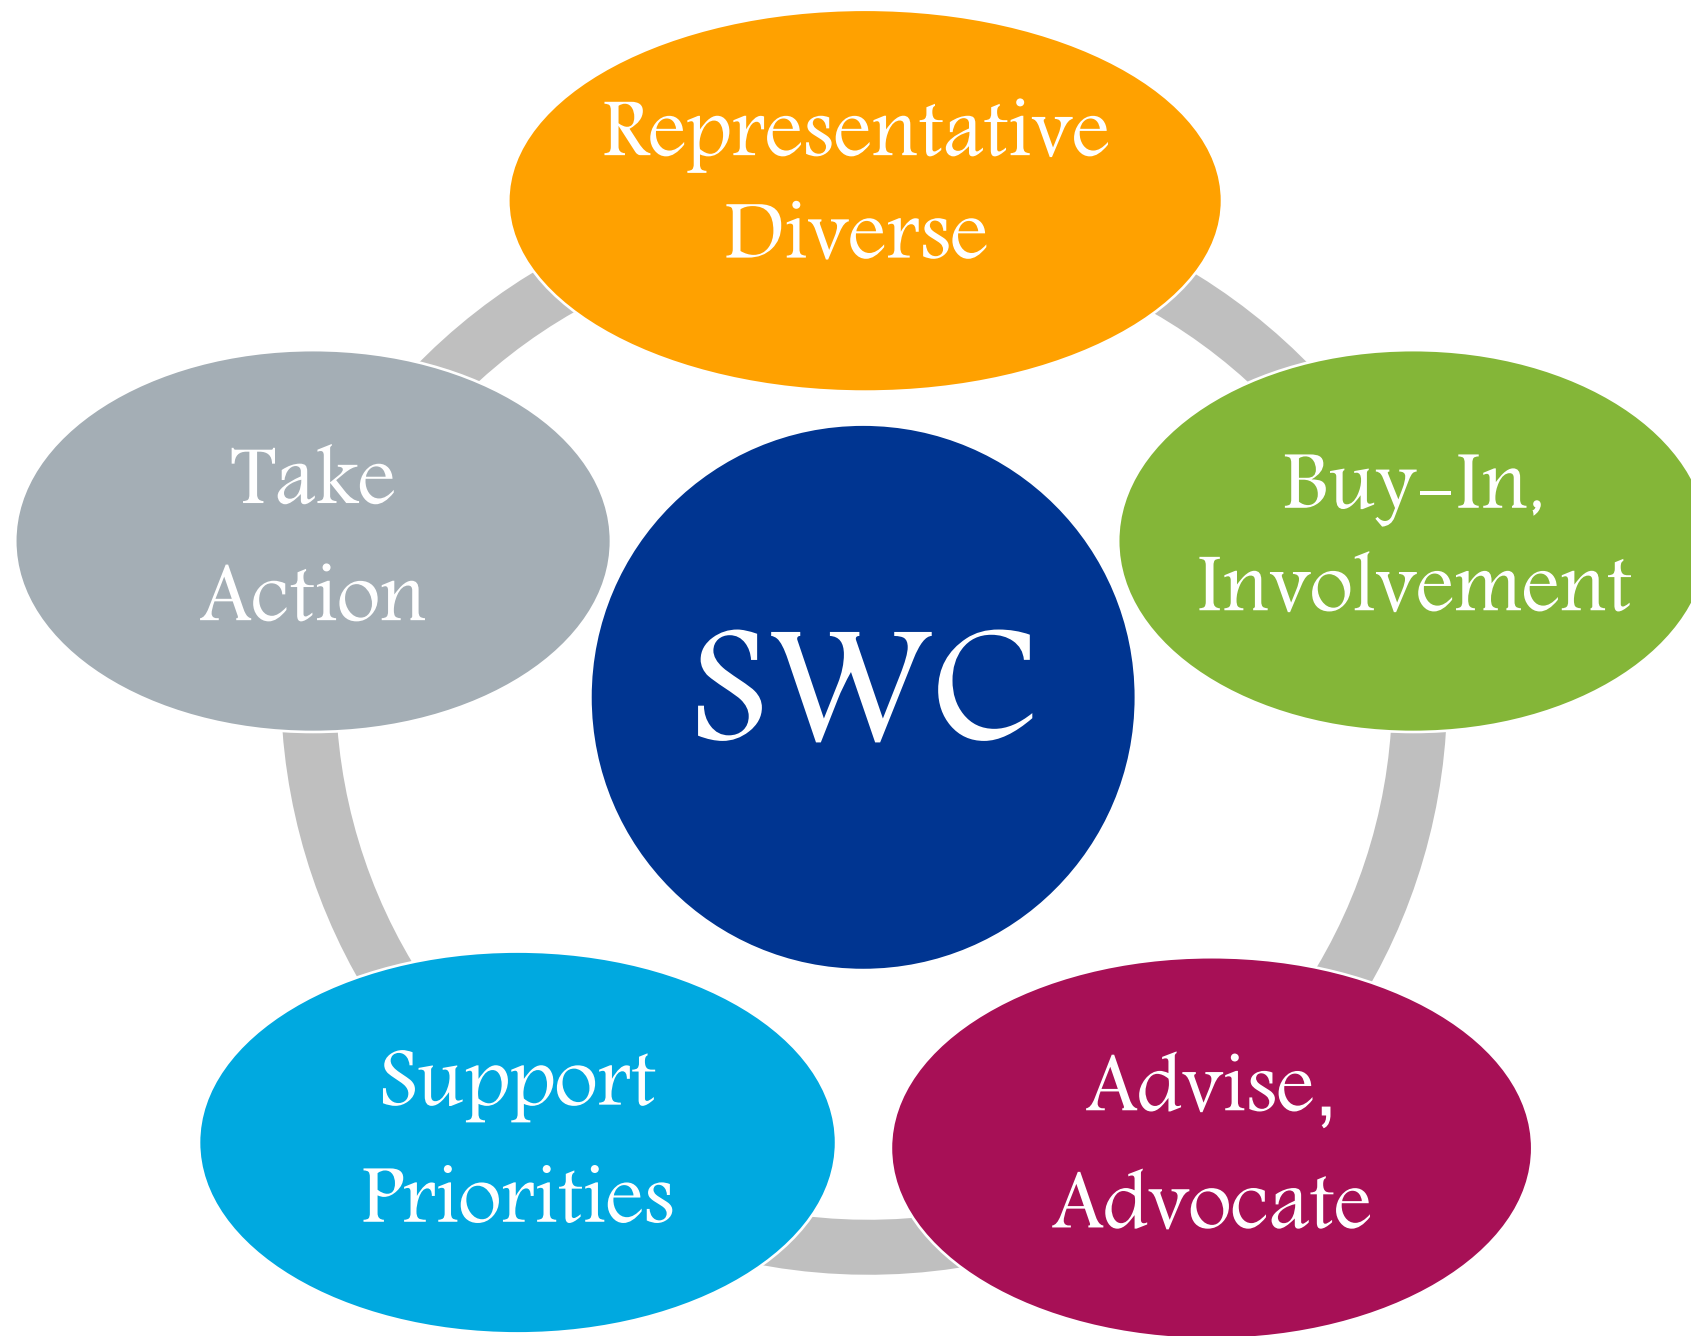 Representative
Diverse
Buy-In,
Involvement
Advise,
Advocate
Support
Priorities
Take
Action
SWC